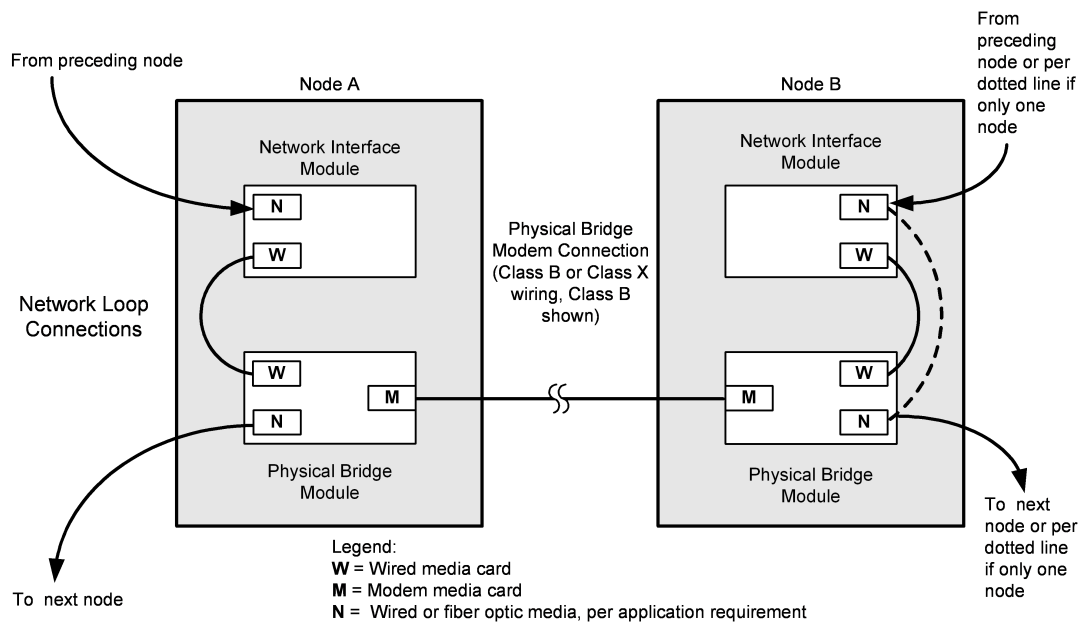 From preceding node
Node A
Node B
From
preceding
node or per
dotted line if
only one
node
Network Interface
Module
N
W
Network Interface
Module
N
W
Physical Bridge
Modem Connection
(Class B or Class X
wiring, Class B
shown)
Network Loop
Connections
W
M
N
Physical Bridge
Module
W
M
N
Physical Bridge
Module
To next node
To next
node or per
dotted line
if only one
node
Legend:
W = Wired media card
M = Modem media card
N = Wired or fiber optic media, per application requirement